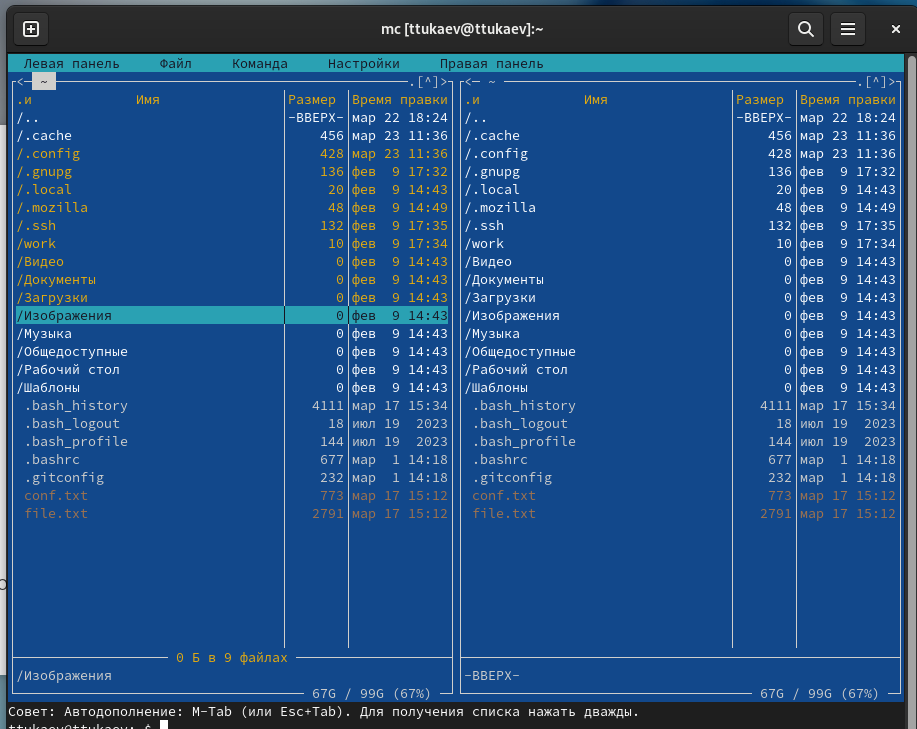 mc [ttukaev@ttukaev]:~
Левая панель Файл Команда Настройки Правая панель
<─ ~ .[^]> <─ ~ .[^]>
.и Имя Размер Время правки .и Имя Размер Время правки
/.. -ВВЕРХ- мар 22 18:24 /.. -ВВЕРХ- мар 22 18:24
/.cache 456 мар 23 11:36 /.cache 456 мар 23 11:36
/.config 428 мар 23 11:36 /.config 428 мар 23 11:36
/.gnupg 136 фев 9 17:32 /.gnupg 136 фев 9 17:32
/.local 20 фев 9 14:43 /.local 20 фев 9 14:43
/.mozilla 48 фев 9 14:49 /.mozilla 48 фев 9 14:49
/.ssh 132 фев 9 17:35 /.ssh 132 фев 9 17:35
/work 10 фев 9 17:34 /work 10 фев 9 17:34
/Видео 0 фев 9 14:43 /Видео 0 фев 9 14:43
/Документы 0 фев 9 14:43 /Документы 0 фев 9 14:43
/Загрузки 0 фев 9 14:43 /Загрузки 0 фев 9 14:43
/Изображения 0 фев 9 14:43 /Изображения 0 фев 9 14:43
/Музыка 0 фев 9 14:43 /Музыка 0 фев 9 14:43
/Общедоступные 0 фев 9 14:43 /Общедоступные 0 фев 9 14:43
/Рабочий стол 0 фев 9 14:43 /Рабочий стол 0 фев 9 14:43
/Шаблоны 0 фев 9 14:43 /Шаблоны 0 фев 9 14:43
.bash_history 4111 мар 17 15:34 .bash_history 4111 мар 17 15:34
.bash_logout 18 июл 19 2023 .bash_logout 18 июл 19 2023
.bash_profile 144 июл 19 2023 .bash_profile 144 июл 19 2023
.bashrc 677 мар 1 14:18 .bashrc 677 мар 1 14:18
.gitconfig 232 мар 1 14:18 .gitconfig 232 мар 1 14:18
conf.txt 773 мар 17 15:12 conf.txt 773 мар 17 15:12
file.txt 2791 мар 17 15:12 file.txt 2791 мар 17 15:12
0 Б в 9 файлах
/Изображения -ВВЕРХ-
67G / 99G (67%) 67G / 99G (67%)
Совет: Автодополнение: M-Tab (или Esc+Tab). Для получения списка нажать дважды.
ttukaev@ttukaev:~$